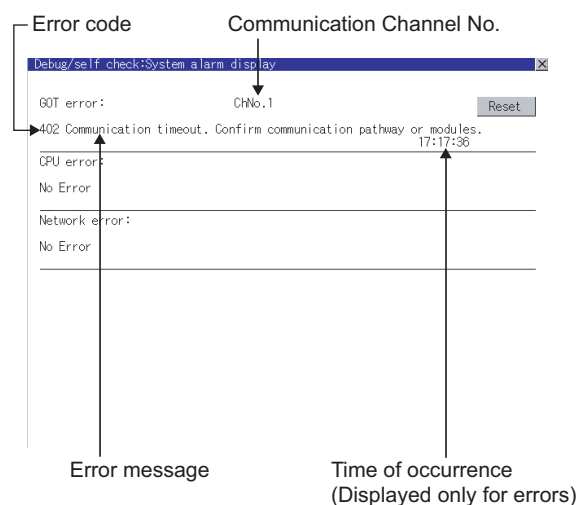 Error code
Communication Channel No.
Debug/self check:System alarm display
GOT error: ChNo.1 Reset
402 Communication timeout. Confirm communication pathway or modules.
17:17:36
CPU error:
No Error
Network error:
No Error
Error message
Time of occurrence
(Displayed only for errors)